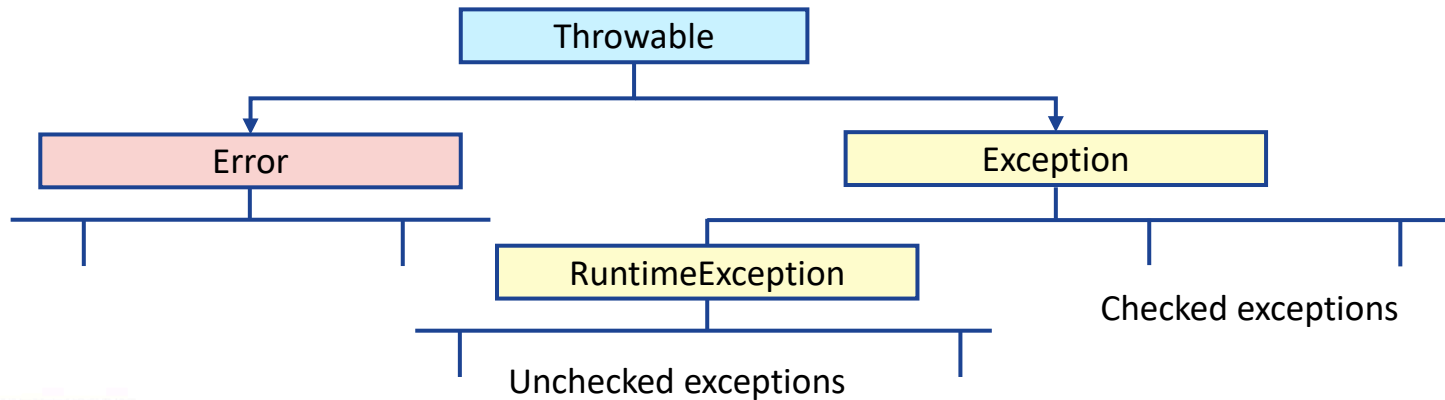 Throwable
Error
Exception
RuntimeException
Checked exceptions
Unchecked exceptions